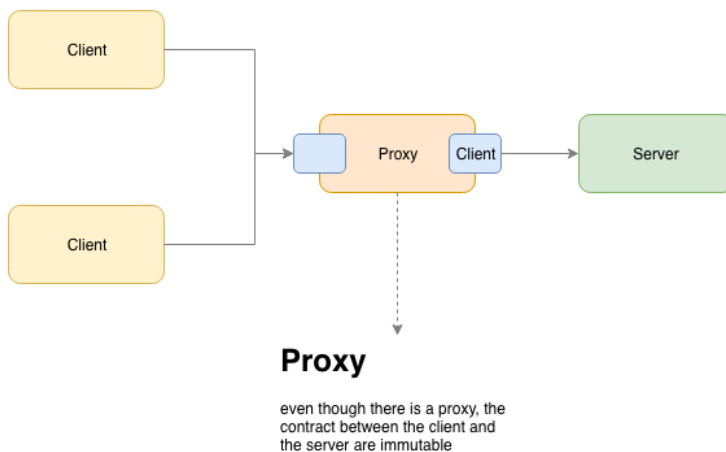 Client
Proxy
Client
Server
Client
Proxy
even though there is a proxy, the
contract between the client and
the server are immutable